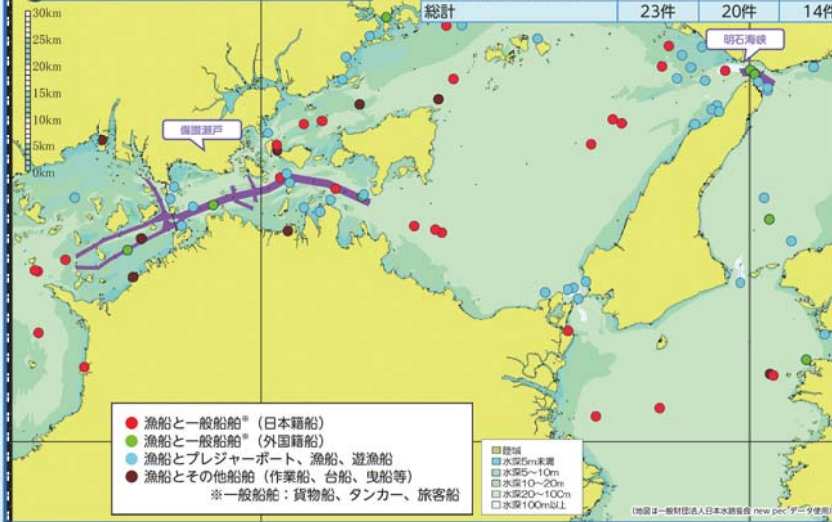 総計 23件 20件 14件
30km
25km
20km
15km
10km
5km
0km
明石海峡
備讃瀬戸
漁船と一般船舶※（日本籍船）
漁船と一般船舶※（外国籍船）
漁船とプレジャーボート、漁船、遊漁船
漁船とその他船舶（作業船、台船、曳船等）
※一般船舶：貨物船、タンカー、旅客船
陸域
水深5m未満
水深5～10m
水深10～20m
水深20～100m
水深100m以上
（地図は一般財団法人日本水路協会 new pec データ使用）